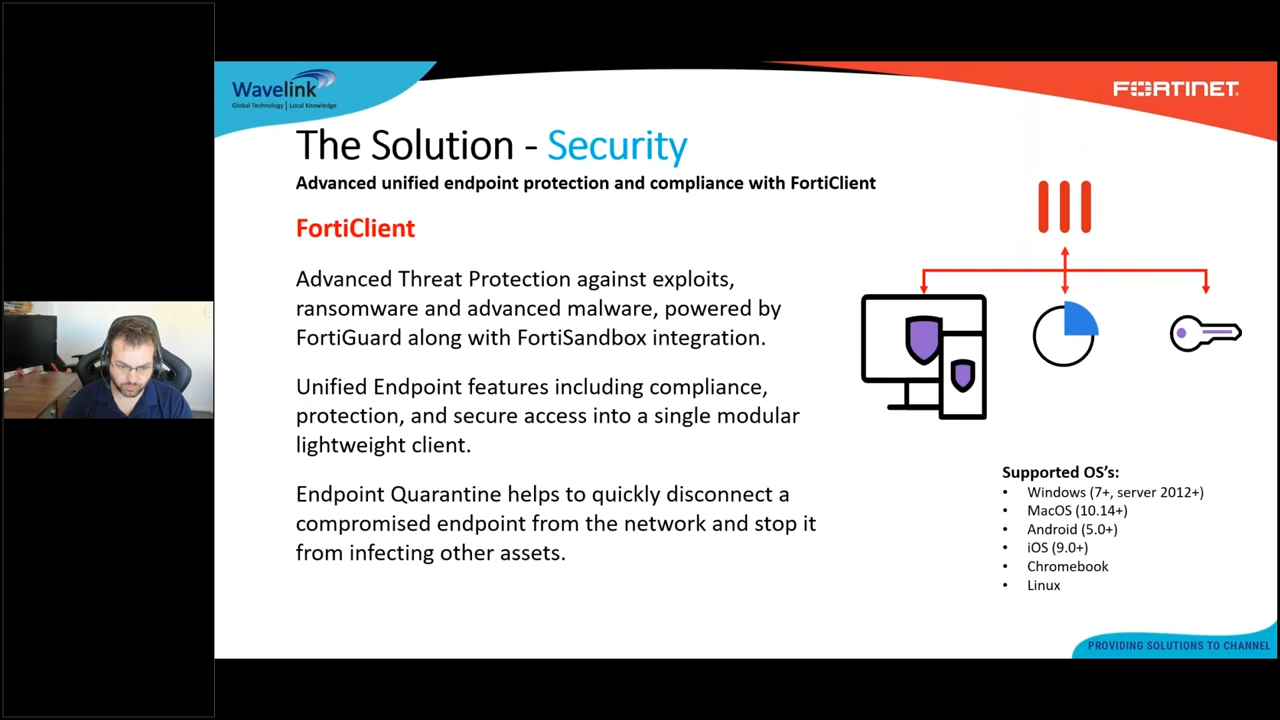 Wavelink
Global Technology | Local Knowledge
FORTINET
The Solution - Security
Advanced unified endpoint protection and compliance with FortiClient
FortiClient
Advanced Threat Protection against exploits,
ransomware and advanced malware, powered by
FortiGuard along with FortiSandbox integration.
Unified Endpoint features including compliance,
protection, and secure access into a single modular
lightweight client.
Endpoint Quarantine helps to quickly disconnect a
compromised endpoint from the network and stop it
from infecting other assets.
Supported OS’s:
• Windows (7+, server 2012+)
• MacOS (10.14+)
• Android (5.0+)
• iOS (9.0+)
• Chromebook
• Linux
PROVIDING SOLUTIONS TO CHANNEL